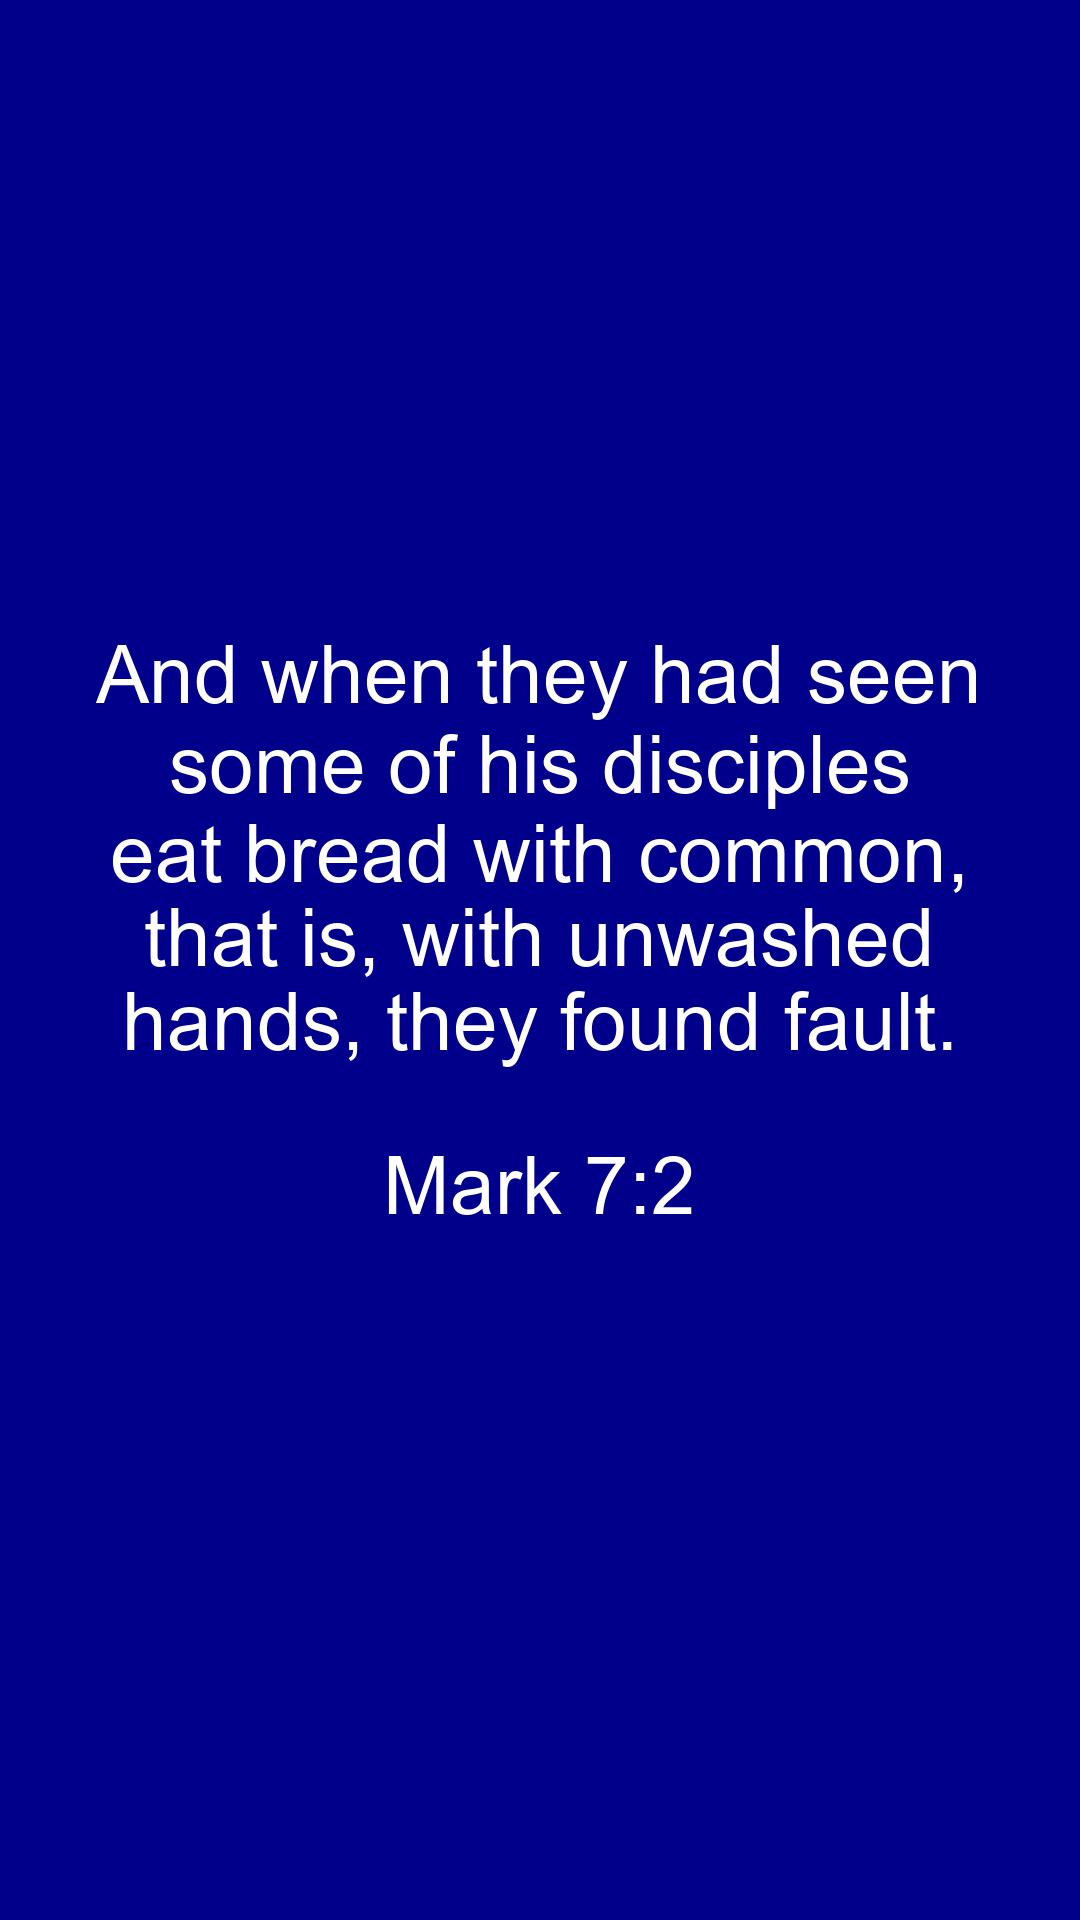 And when they had seen
some of his disciples
eat bread with common,
that is, with unwashed
hands, they found fault.
Mark 7:2